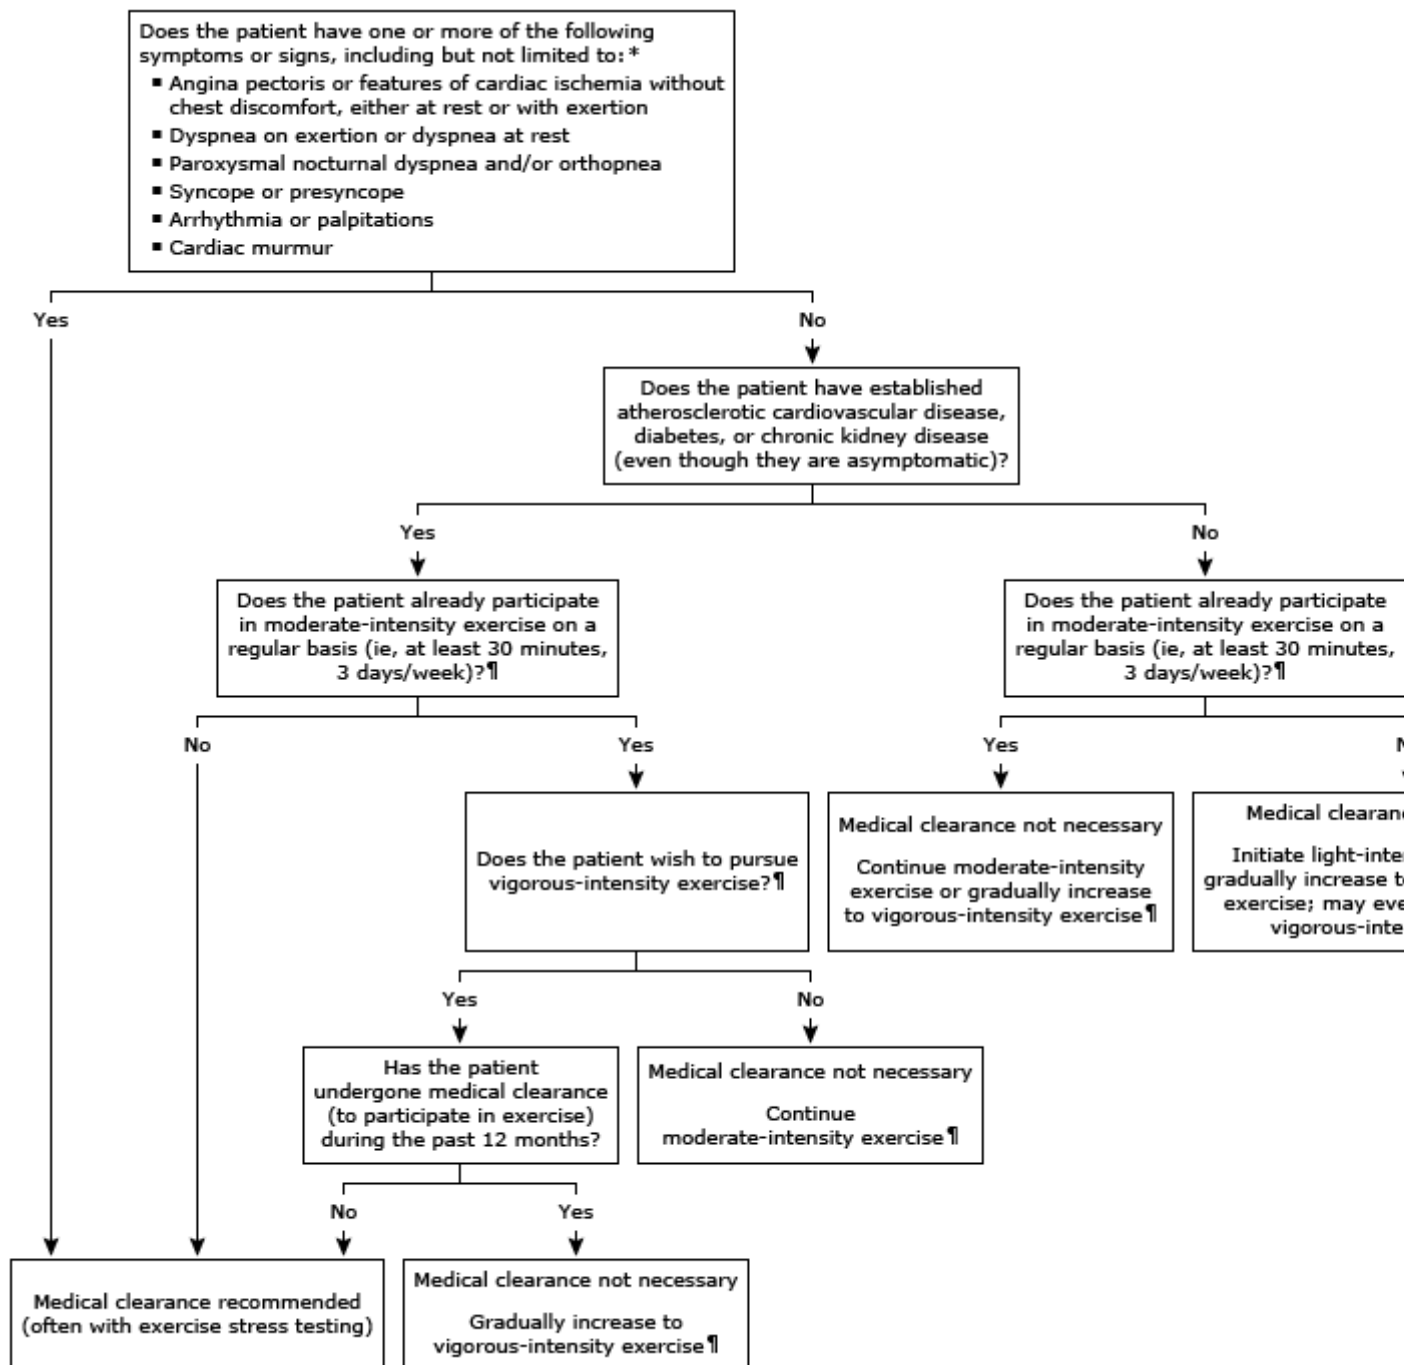 Does the patient have one or more of the following
symptoms or signs, including but not limited to:*
▪ Angina pectoris or features of cardiac ischemia without
chest discomfort, either at rest or with exertion
▪ Dyspnea on exertion or dyspnea at rest
▪ Paroxysmal nocturnal dyspnea and/or orthopnea
▪ Syncope or presyncope
▪ Arrhythmia or palpitations
▪ Cardiac murmur
Yes
No
Does the patient have established
atherosclerotic cardiovascular disease,
diabetes, or chronic kidney disease
(even though they are asymptomatic)?
Yes
No
Does the patient already participate
in moderate-intensity exercise on a
regular basis (ie, at least 30 minutes,
3 days/week)?¶
Does the patient already participate
in moderate-intensity exercise on a
regular basis (ie, at least 30 minutes,
3 days/week)?¶
No
Yes
Yes
Does the patient wish to pursue
vigorous-intensity exercise?¶
Medical clearance not necessary
Continue moderate-intensity
exercise or gradually increase
to vigorous-intensity exercise¶
Medical
Initiate
gradually increase
exercise; may
Yes
No
Has the patient
undergone medical clearance
(to participate in exercise)
during the past 12 months?
Medical clearance not necessary
Continue
moderate-intensity exercise¶
No
Yes
Medical clearance recommended
(often with exercise stress testing)
Medical clearance not necessary
Gradually increase to
vigorous-intensity exercise¶